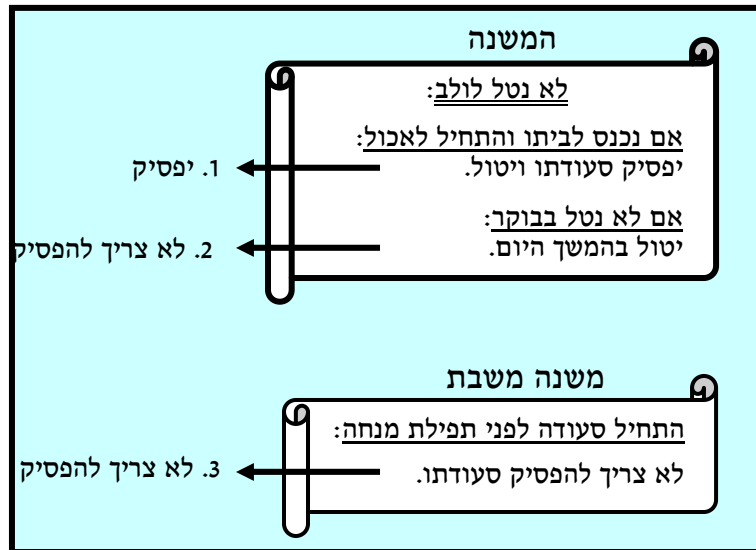 המשנה
לא נטל לולב:
אם נכנס לביתו והתחיל לאכול:
יפסיק סעודתו ויטול.
1. יפסיק
אם לא נטל בבוקר:
יטול בהמשך היום.
2. לא צריך להפסיק
משנה משבת
התחיל סעודה לפני תפילת מנחה:
לא צריך להפסיק סעודתו.
3. לא צריך להפסיק